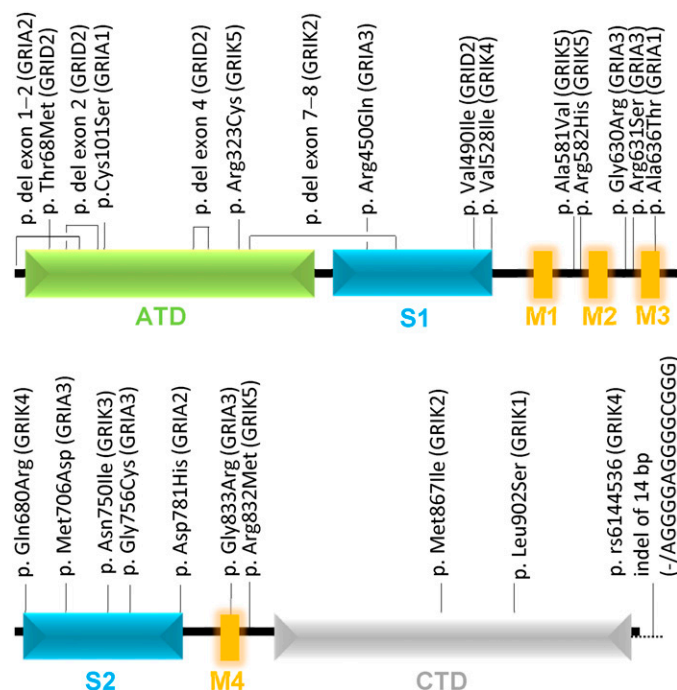 p. del exon 1–2 (GRIA2)
p. Thr68Met (GRID2)
p. del exon 2 (GRID2)
p.Cys101Ser (GRIA1)
p. del exon 4 (GRID2)
p. Arg323Cys (GRIK5)
p. del exon 7–8 (GRIK2)
p. Arg450Gln (GRIA3)
p. Val490Ile (GRID2)
p. Val528Ile (GRIK4)
p. Ala581Val (GRIK5)
p. Arg582His (GRIK5)
p. Gly630Arg (GRIA3)
p. Arg631Ser (GRIA3)
p. Ala636Thr (GRIA1)
ATD
S1
M1
M2
M3
p. Gln680Arg (GRIK4)
p. Met706Asp (GRIA3)
p. Asn750Ile (GRIK3)
p. Gly756Cys (GRIA3)
p. Asp781His (GRIA2)
p. Gly833Arg (GRIA3)
p. Arg832Met (GRIK5)
p. Met867Ile (GRIK2)
p. Leu902Ser (GRIK1)
p. rs6144536 (GRIK4)
indel of 14 bp
(-/AGGGGAGGGGCGGG)
S2
M4
CTD